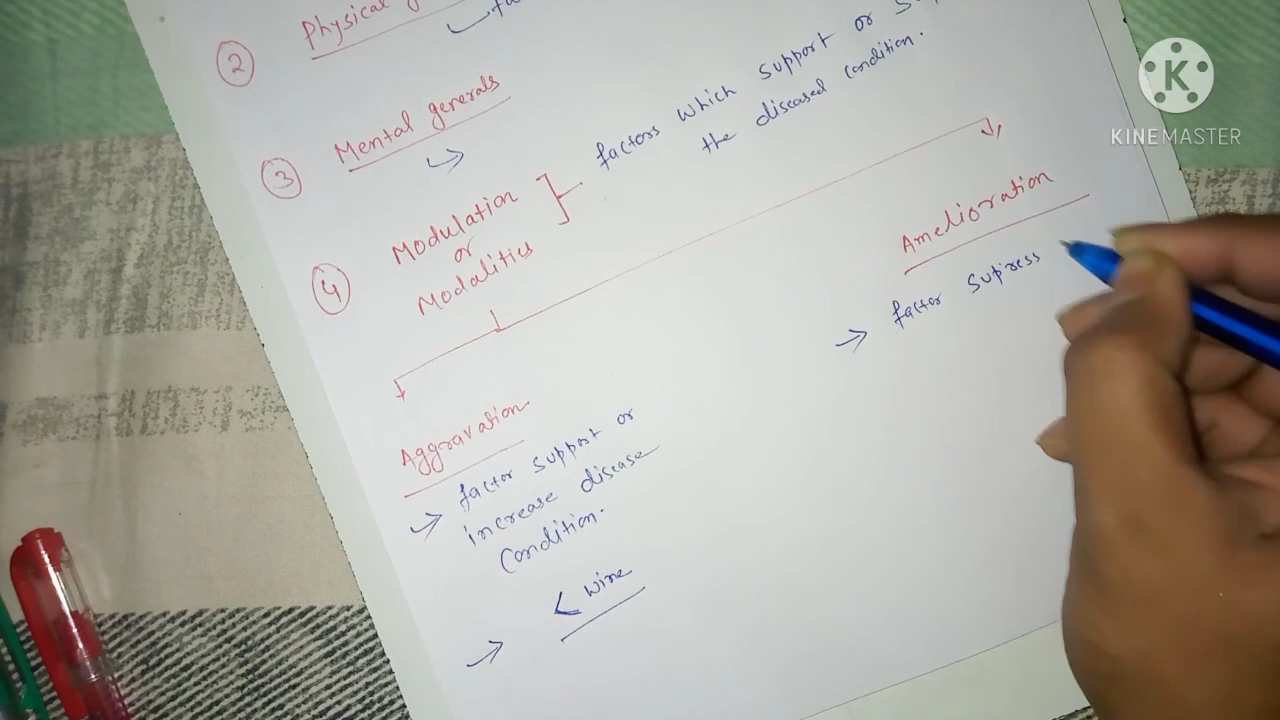 ② Physical
③ Mental generals
④ Modulation
or
Modalities
factors which support or
the diseased condition.
Aggravation
→ factor support or
increase disease
condition.
→ < wine
Amelioration
→ factor supress
K
KINEMASTER